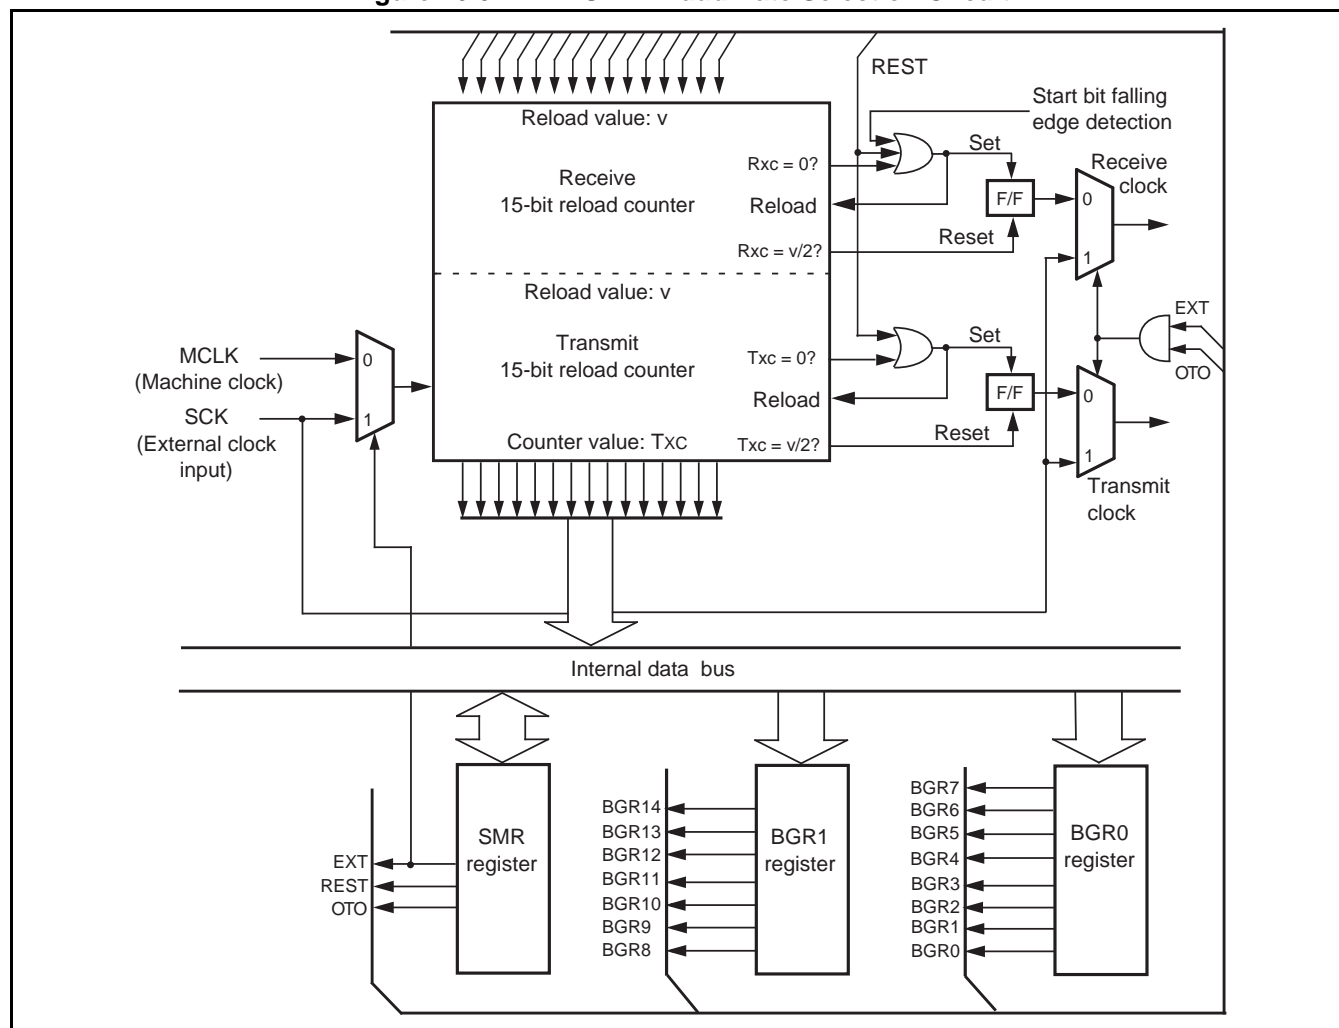 REST
Start bit falling
edge detection
Reload value: v
Set
Rxc = 0?
Receive
clock
Receive
15-bit reload counter
F/F
0
Reload
Reset
Rxc = v/2?
1
Reload value: v
EXT
MCLK
(Machine clock)
0
Transmit
15-bit reload counter
Set
Txc = 0?
OTO
F/F
0
Reload
SCK
(External clock
input)
1
Reset
Counter value: TXC
Txc = v/2?
1
Transmit
clock
Internal data bus
SMR
register
EXT
REST
OTO
BGR14
BGR13
BGR12
BGR11
BGR10
BGR9
BGR8
BGR1
register
BGR7
BGR6
BGR5
BGR4
BGR3
BGR2
BGR1
BGR0
BGR0
register